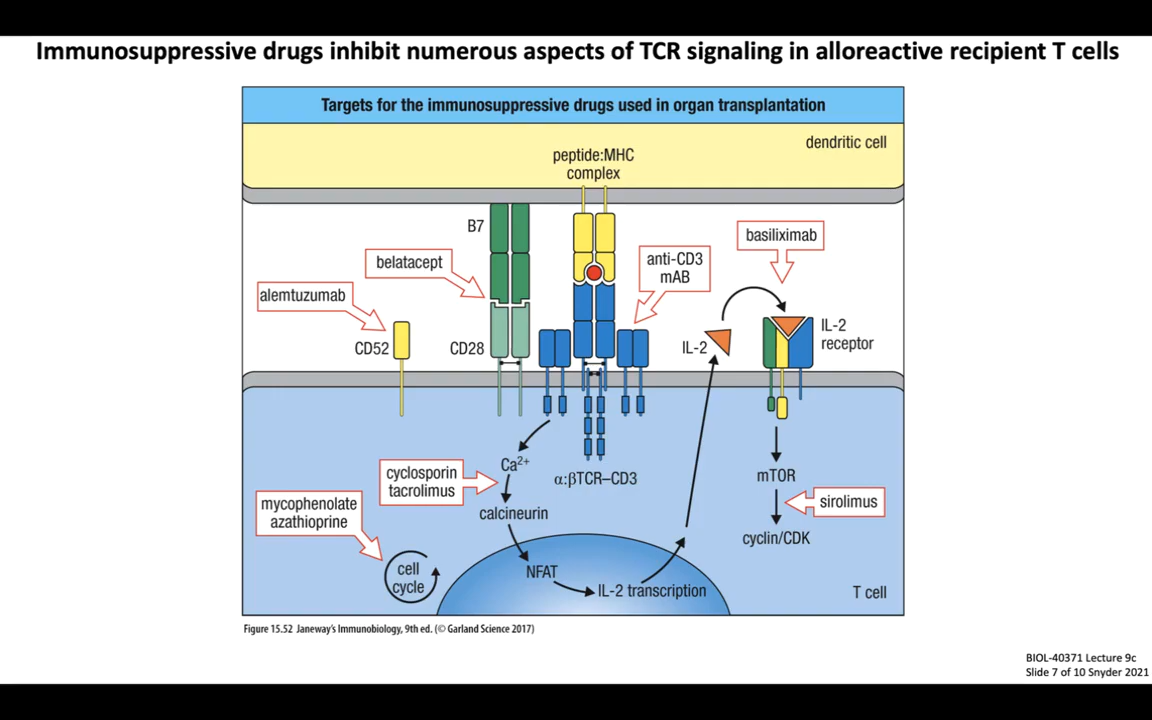 Immunosuppressive drugs inhibit numerous aspects of TCR signaling in alloreactive recipient T cells
Targets for the immunosuppressive drugs used in organ transplantation
dendritic cell
peptide:MHC
complex
B7
basiliximab
belatacept
anti-CD3
mAB
alemtuzumab
CD52
CD28
IL-2
IL-2
receptor
Ca²⁺
α:βTCR–CD3
cyclosporin
tacrolimus
calcineurin
mTOR
sirolimus
cyclin/CDK
mycophenolate
azathioprine
cell
cycle
NFAT
IL-2 transcription
T cell
Figure 15.52 Janeway's Immunobiology, 9th ed. (© Garland Science 2017)
BIOL-40371 Lecture 9c
Slide 7 of 10 Snyder 2021